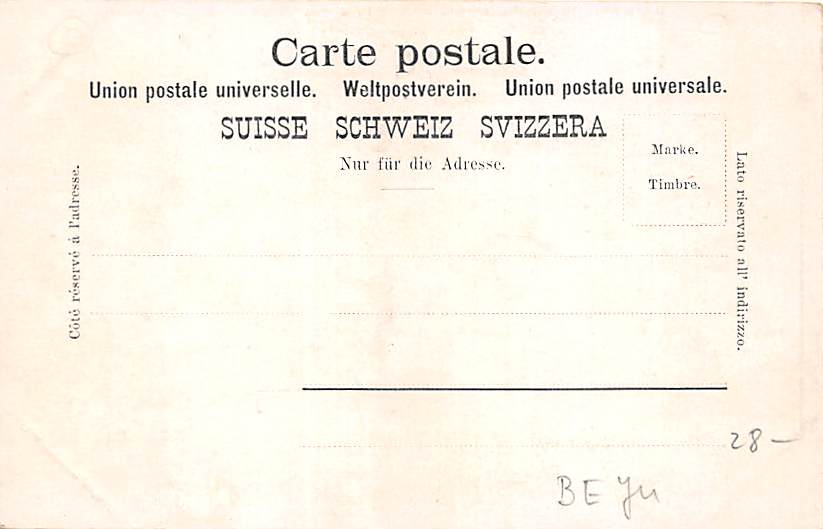 Carte postale.
Union postale universelle. Weltpostverein. Union postale universale.
SUISSE SCHWEIZ SVIZZERA
Nur für die Adresse.
Marke.
Timbre.
Côté réservé à l'adresse.
Lato riservato all' indirizzo.
28-
BE